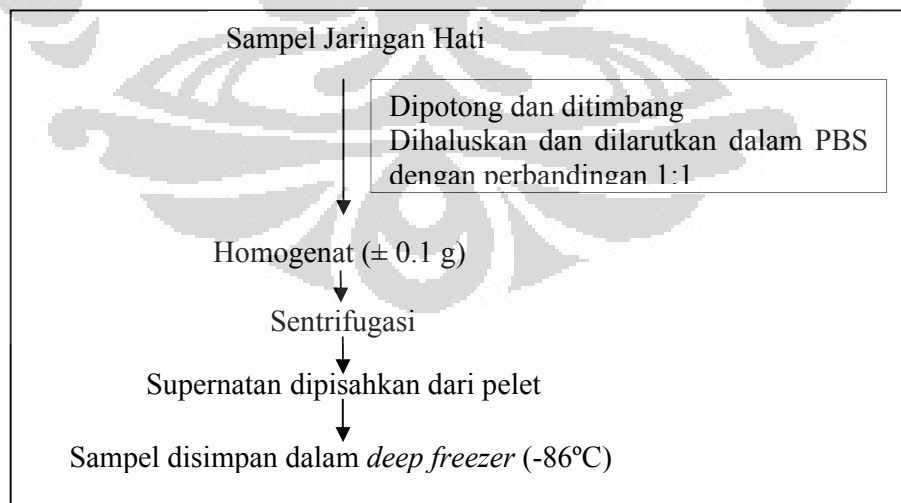 Sampel Jaringan Hati
Dipotong dan ditimbang
Dihaluskan dan dilarutkan dalam PBS
dengan perbandingan 1:1
Homogenat (± 0.1 g)
Sentrifugasi
Supernatan dipisahkan dari pelet
Sampel disimpan dalam deep freezer (-86ºC)